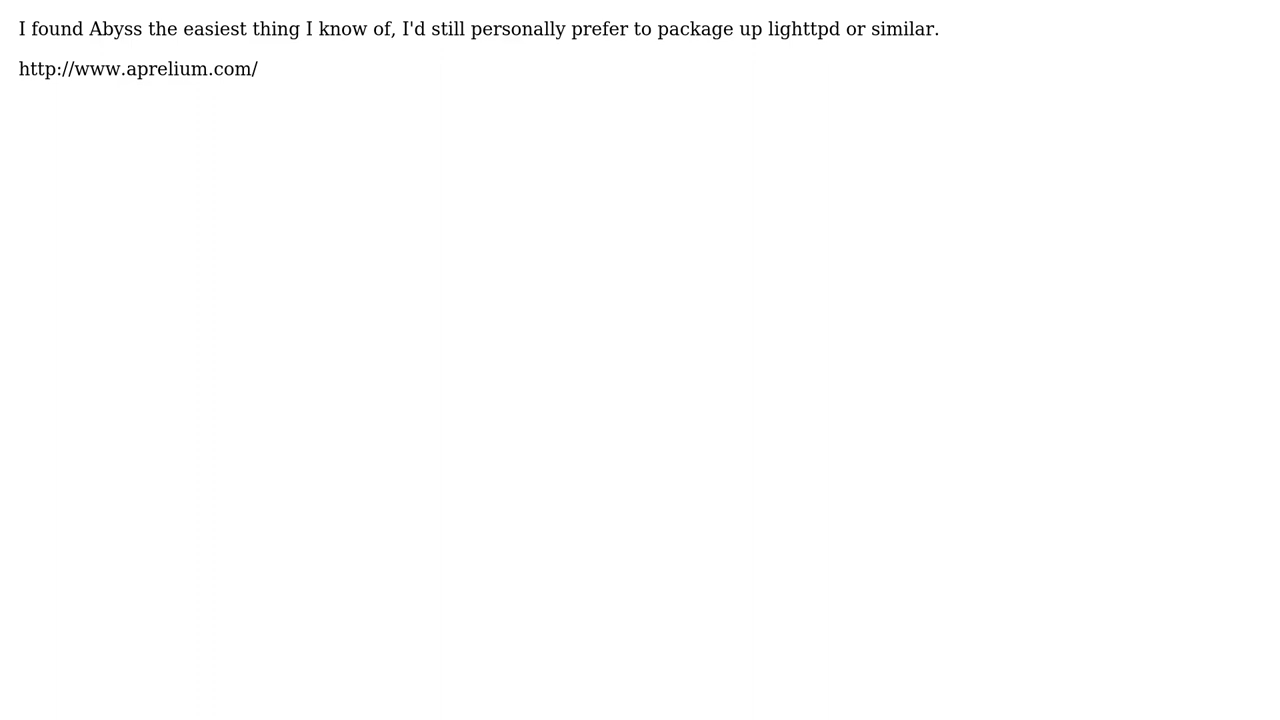 I found Abyss the easiest thing I know of, I'd still personally prefer to package up lighttpd or similar.
http://www.aprelium.com/